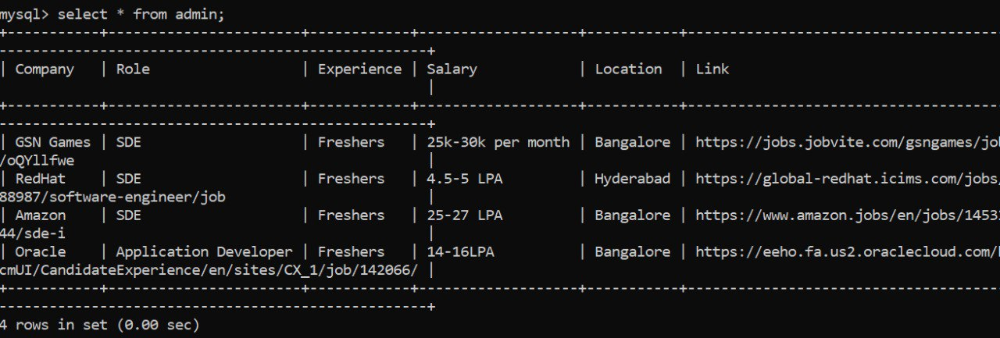 mysql> select * from admin;
+-----------+----------------------+------------+-------------------+-----------+--------------------------------------
--------------------------------------------------+
| Company   | Role                 | Experience | Salary            | Location  | Link
                                                  |
+-----------+----------------------+------------+-------------------+-----------+--------------------------------------
--------------------------------------------------+
| GSN Games | SDE                  | Freshers   | 25k-30k per month | Bangalore | https://jobs.jobvite.com/gsngames/jo
/oQYllfwe                                         |
| RedHat    | SDE                  | Freshers   | 4.5-5 LPA         | Hyderabad | https://global-redhat.icims.com/jobs/
88987/software-engineer/job                       |
| Amazon    | SDE                  | Freshers   | 25-27 LPA         | Bangalore | https://www.amazon.jobs/en/jobs/1453
44/sde-i                                          |
| Oracle    | Application Developer | Freshers   | 14-16LPA          | Bangalore | https://eeho.fa.us2.oraclecloud.com/
cmUI/CandidateExperience/en/sites/CX_1/job/142066/ |
+-----------+----------------------+------------+-------------------+-----------+--------------------------------------
--------------------------------------------------+
4 rows in set (0.00 sec)